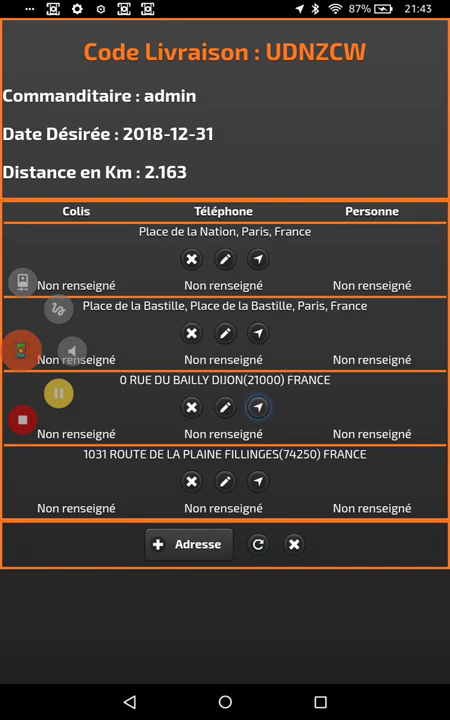 87% 21:43
Code Livraison : UDNZCW
Commanditaire : admin
Date Désirée : 2018-12-31
Distance en Km : 2.163
Colis Téléphone Personne
Place de la Nation, Paris, France
Non renseigné Non renseigné Non renseigné
Place de la Bastille, Place de la Bastille, Paris, France
Non renseigné Non renseigné Non renseigné
0 RUE DU BAILLY DIJON(21000) FRANCE
Non renseigné Non renseigné Non renseigné
1031 ROUTE DE LA PLAINE FILLINGES(74250) FRANCE
Non renseigné Non renseigné Non renseigné
Adresse